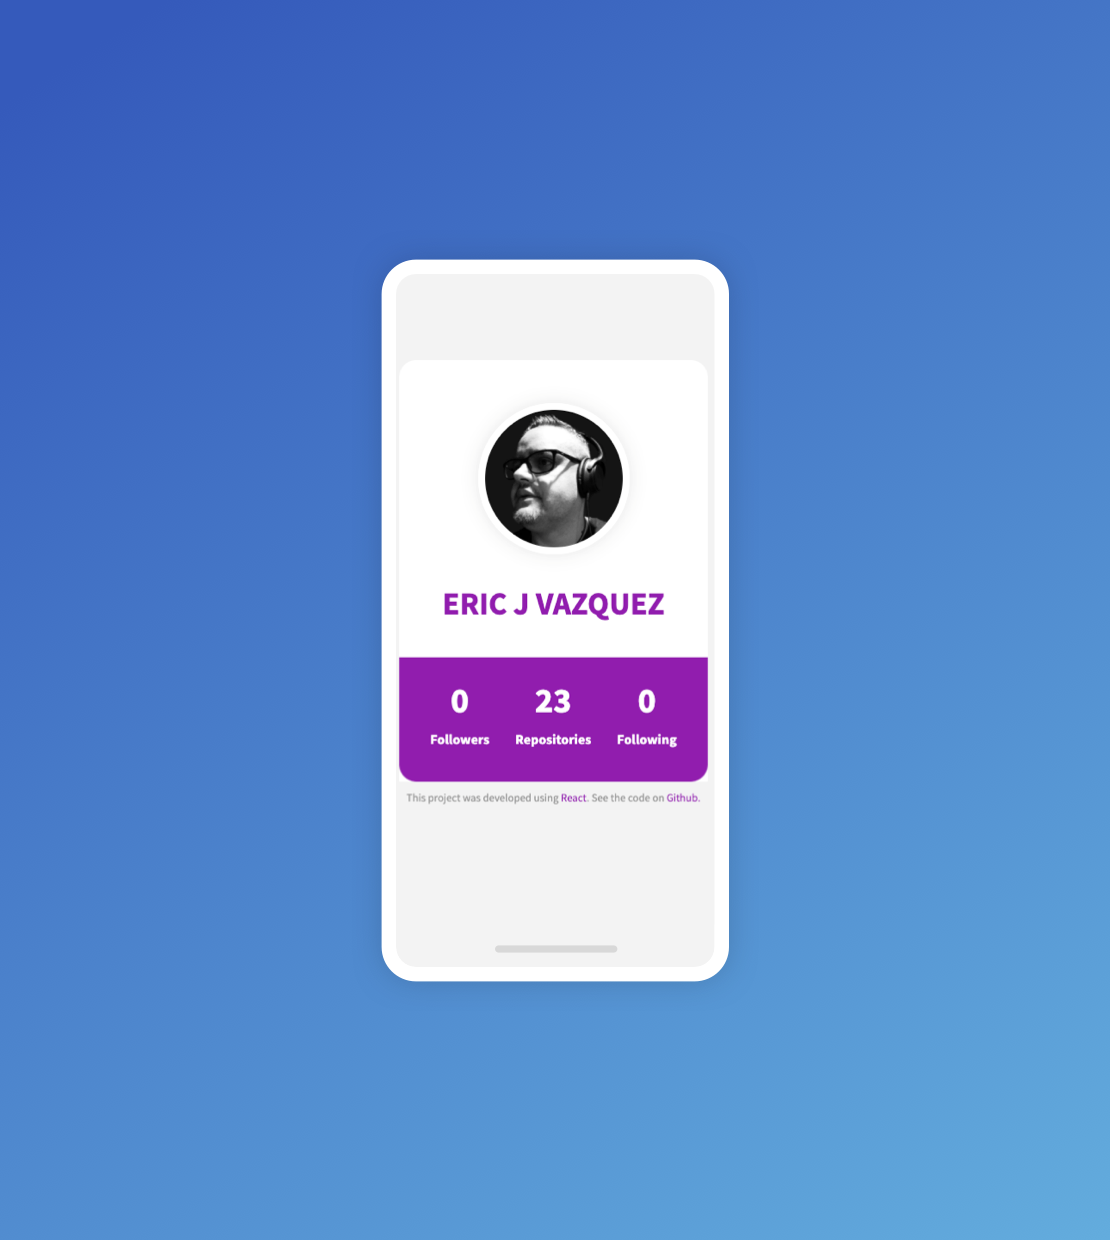 ERIC J VAZQUEZ
0 23 0
Followers Repositories Following
This project was developed using React. See the code on Github.